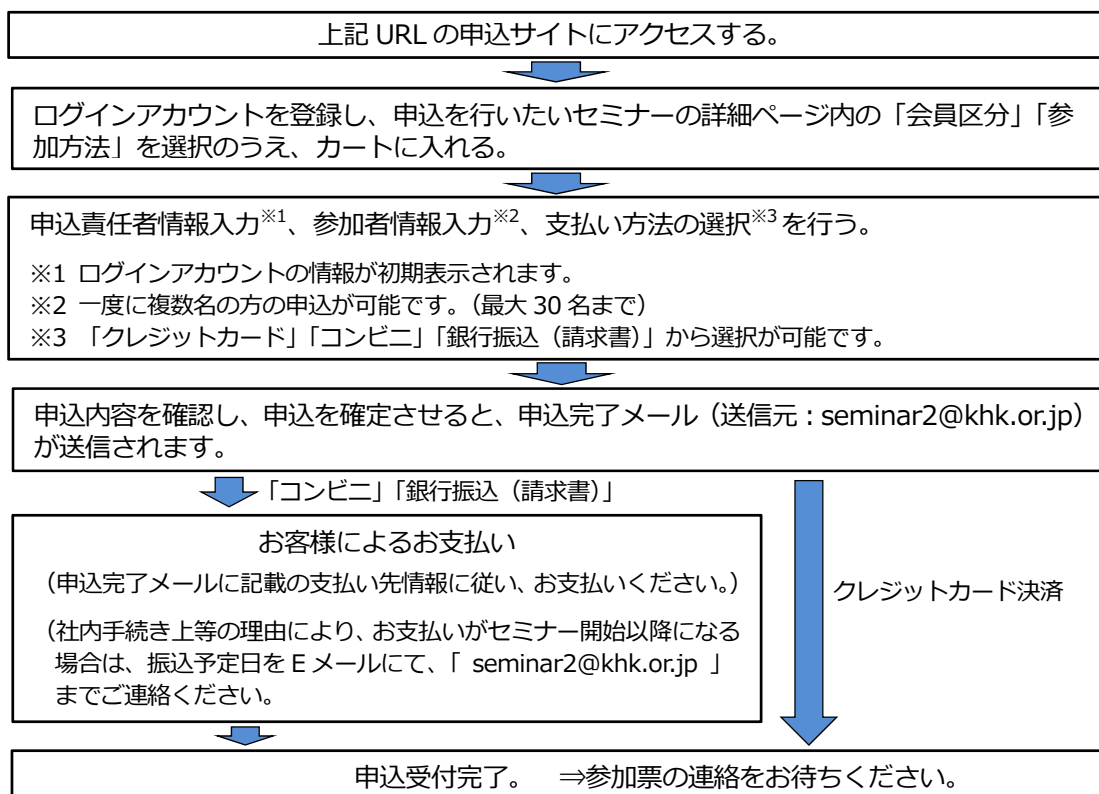 上記 URL の申込サイトにアクセスする。
ログインアカウントを登録し、申込を行いたいセミナーの詳細ページ内の「会員区分」「参
加方法」を選択のうえ、カートに入れる。
申込責任者情報入力※1、参加者情報入力※2、支払い方法の選択※3 を行う。
※1 ログインアカウントの情報が初期表示されます。
※2 一度に複数名の方の申込が可能です。（最大 30 名まで）
※3 「クレジットカード」「コンビニ」「銀行振込（請求書）」から選択が可能です。
申込内容を確認し、申込を確定させると、申込完了メール（送信元：seminar2@khk.or.jp）
が送信されます。
「コンビニ」「銀行振込（請求書）」
お客様によるお支払い
（申込完了メールに記載の支払い先情報に従い、お支払いください。）
（社内手続き上等の理由により、お支払いがセミナー開始以降になる
場合は、振込予定日を E メールにて、「 seminar2@khk.or.jp 」
までご連絡ください。
クレジットカード決済
申込受付完了。 ⇒参加票の連絡をお待ちください。